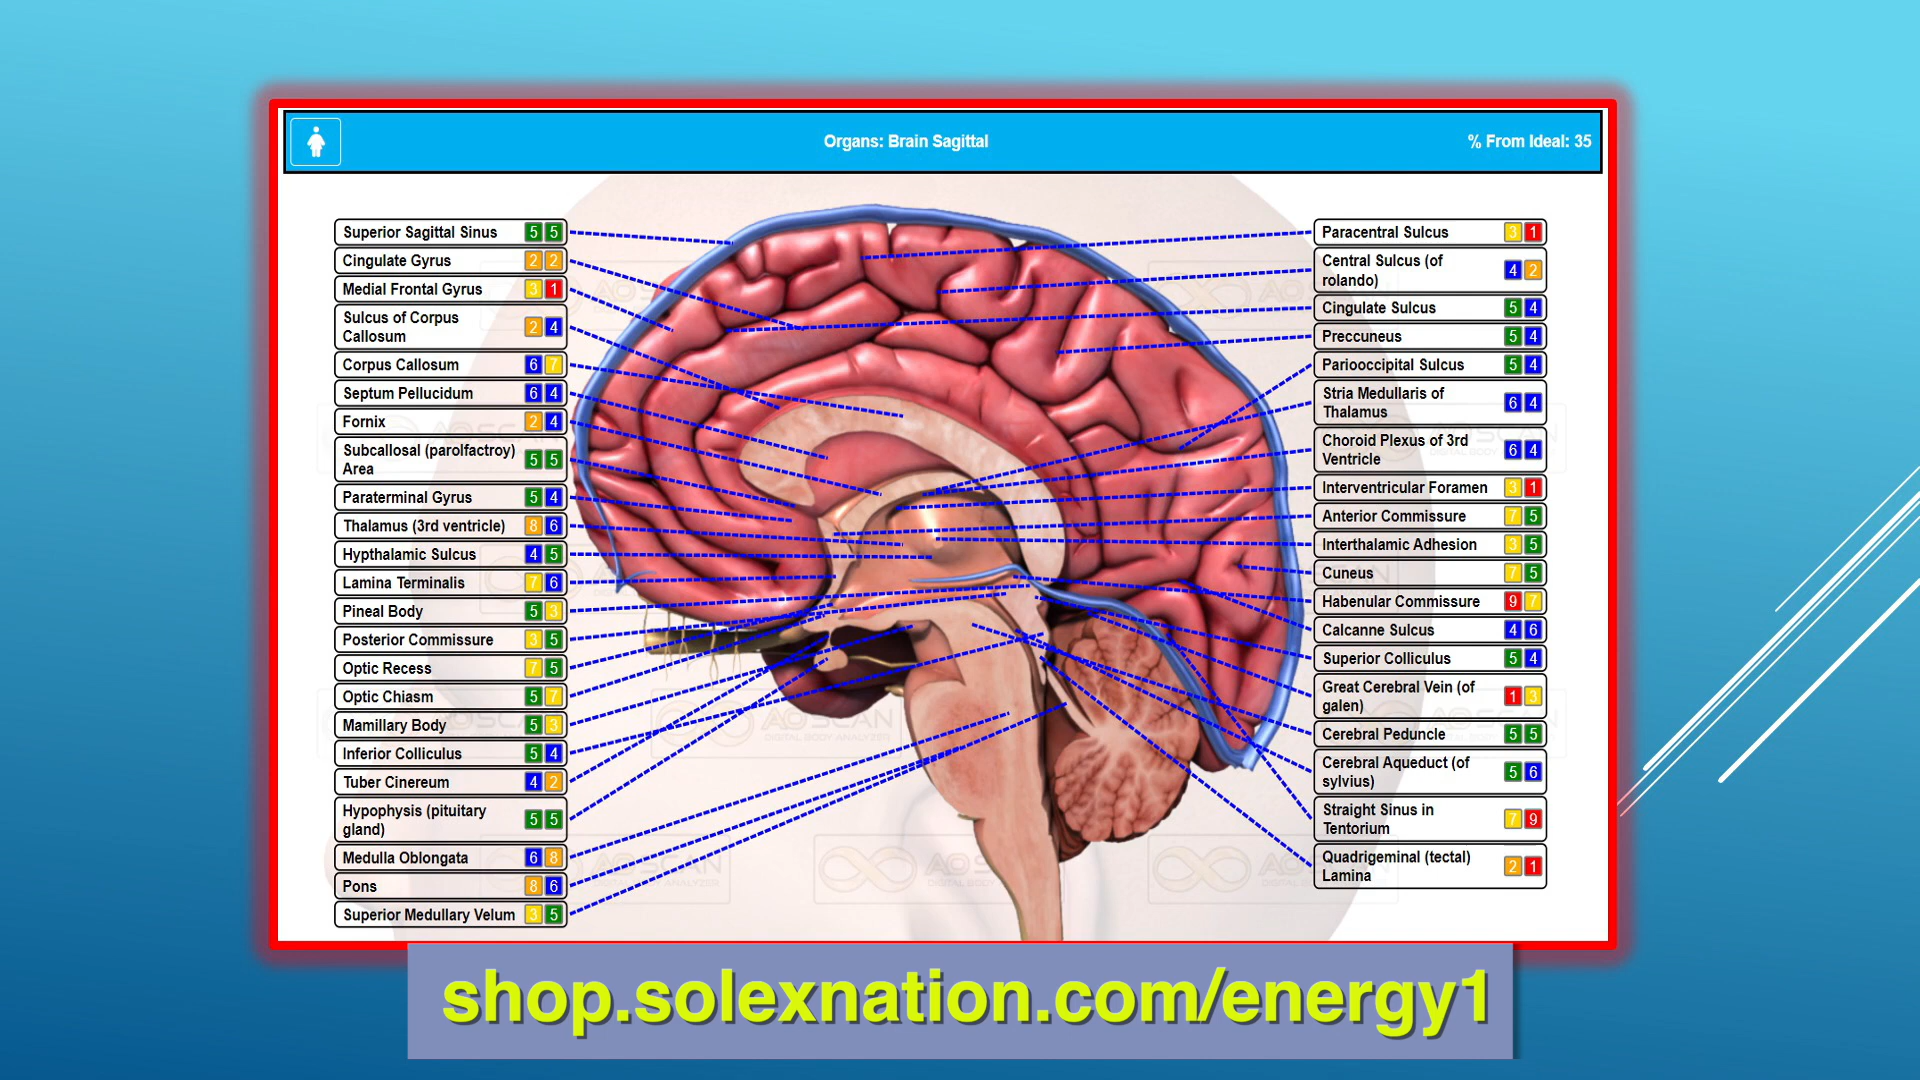 Organs: Brain Sagittal
% From Ideal: 35
Superior Sagittal Sinus 5 5
Cingulate Gyrus 2 2
Medial Frontal Gyrus 3 1
Sulcus of Corpus
Callosum 2 4
Corpus Callosum 6 7
Septum Pellucidum 6 4
Fornix 2 4
Subcallosal (parolfactroy)
Area 5 5
Paraterminal Gyrus 5 4
Thalamus (3rd ventricle) 8 6
Hypthalamic Sulcus 4 5
Lamina Terminalis 7 6
Pineal Body 5 3
Posterior Commissure 3 5
Optic Recess 7 5
Optic Chiasm 5 7
Mamillary Body 5 3
Inferior Colliculus 5 4
Tuber Cinereum 4 2
Hypophysis (pituitary
gland) 5 5
Medulla Oblongata 6 8
Pons 8 6
Superior Medullary Velum 3 5
Paracentral Sulcus 3 1
Central Sulcus (of
rolando) 4 2
Cingulate Sulcus 5 4
Preccuneus 5 4
Pariooccipital Sulcus 5 4
Stria Medullaris of
Thalamus 6 4
Choroid Plexus of 3rd
Ventricle 6 4
Interventricular Foramen 3 1
Anterior Commissure 7 5
Interthalamic Adhesion 3 5
Cuneus 7 5
Habenular Commissure 9 7
Calcanne Sulcus 4 6
Superior Colliculus 5 4
Great Cerebral Vein (of
galen) 1 3
Cerebral Peduncle 5 5
Cerebral Aqueduct (of
sylvius) 5 6
Straight Sinus in
Tentorium 7 9
Quadrigeminal (tectal)
Lamina 2 1
AO SCAN
DIGITAL BODY ANALYZER
shop.solexnation.com/energy1